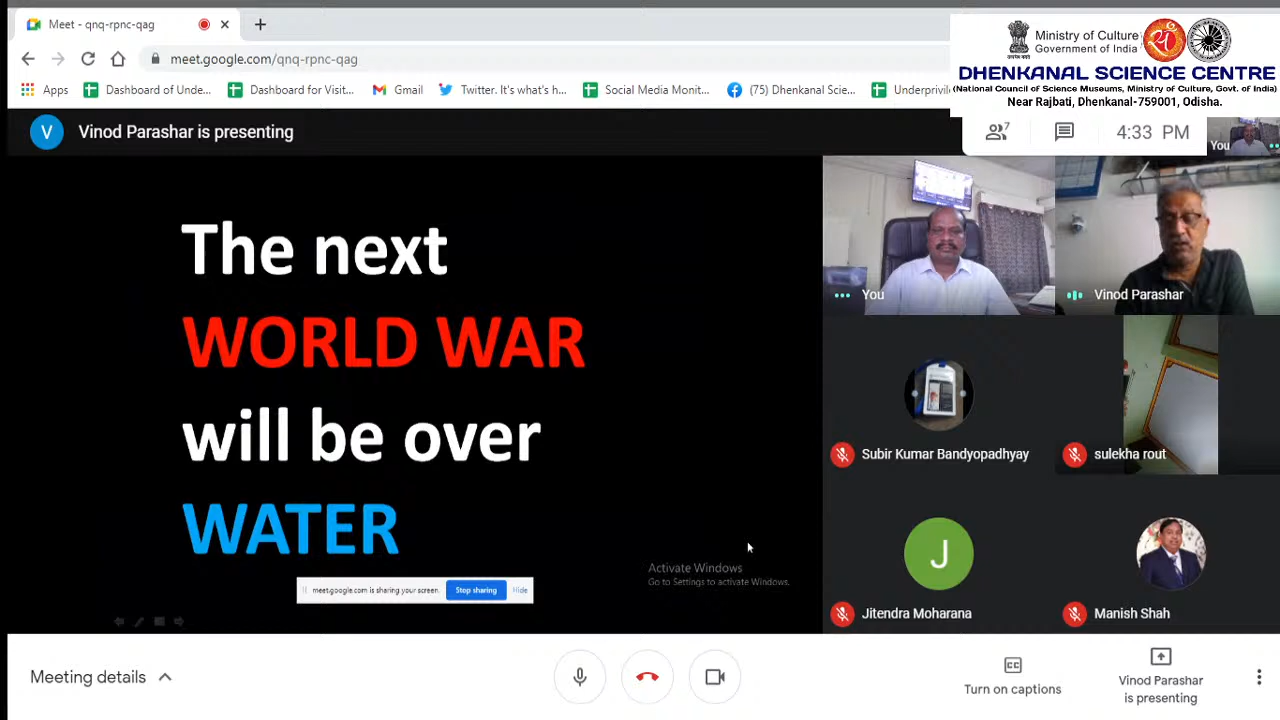 Meet - qnq-rpnc-qag
meet.google.com/qnq-rpnc-qag
Apps
Dashboard of Unde...
Dashboard for Visit...
Gmail
Twitter. It's what's h...
Social Media Monit...
(75) Dhenkanal Scie...
Underprivile
Ministry of Culture
Government of India
DHENKANAL SCIENCE CENTRE
(National Council of Science Museums, Ministry of Culture, Govt. of India)
Near Rajbati, Dhenkanal-759001, Odisha.
V
Vinod Parashar is presenting
7
4:33 PM
You
The next
WORLD WAR
will be over
WATER
You
Vinod Parashar
Subir Kumar Bandyopadhyay
sulekha rout
J
Jitendra Moharana
Manish Shah
Activate Windows
Go to Settings to activate Windows.
meet.google.com is sharing your screen.
Stop sharing
Hide
Meeting details
CC
Turn on captions
Vinod Parashar
is presenting